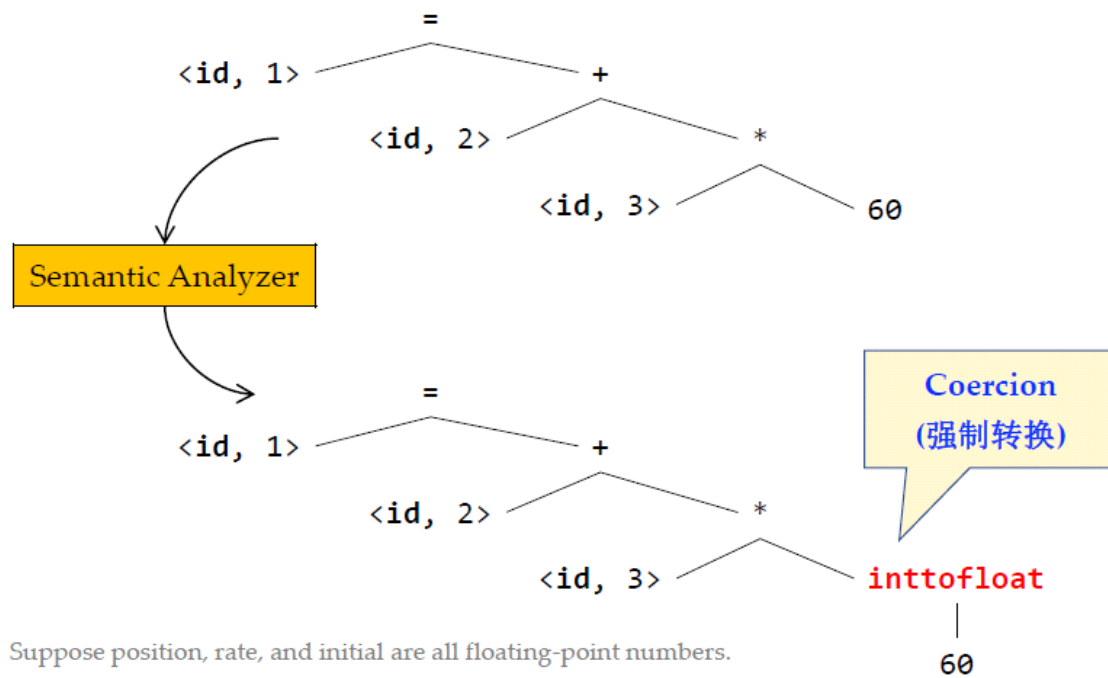 =
<id, 1>
+
<id, 2>
*
<id, 3>
60
Semantic Analyzer
Coercion
(强制转换)
=
<id, 1>
+
<id, 2>
*
<id, 3>
inttofloat
60
Suppose position, rate, and initial are all floating-point numbers.